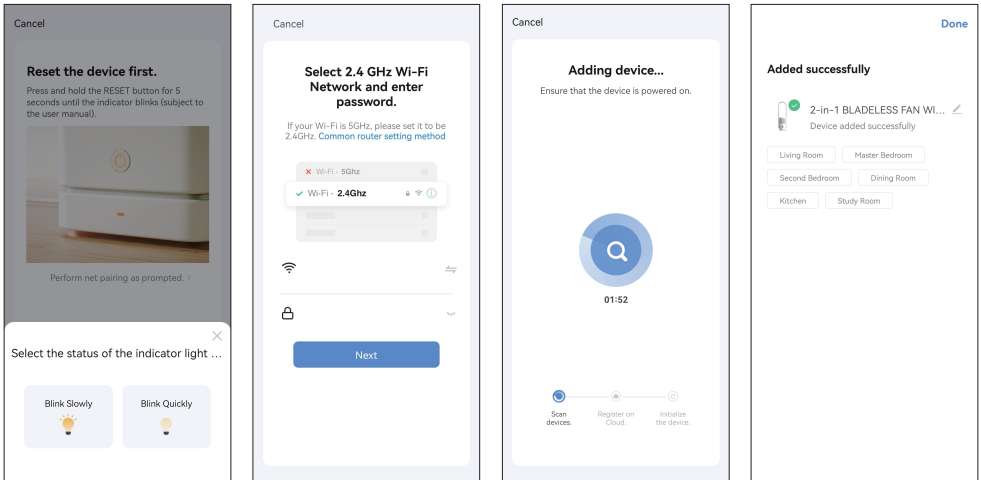 Cancel
Reset the device first.
Press and hold the RESET button for 5
seconds until the indicator blinks (subject to
the user manual).
Perform net pairing as prompted. >
Select the status of the indicator light ...
Blink Slowly
Blink Quickly
Cancel
Select 2.4 GHz Wi-Fi
Network and enter
password.
If your Wi-Fi is 5GHz, please set it to be
2.4GHz. Common router setting method
Wi-Fi - 5Ghz
Wi-Fi - 2.4Ghz
Next
Cancel
Adding device...
Ensure that the device is powered on.
01:52
Scan
devices.
Register on
Cloud.
Initialize
the device.
Done
Added successfully
2-in-1 BLADELESS FAN WI...
Device added successfully
Living Room
Master Bedroom
Second Bedroom
Dining Room
Kitchen
Study Room